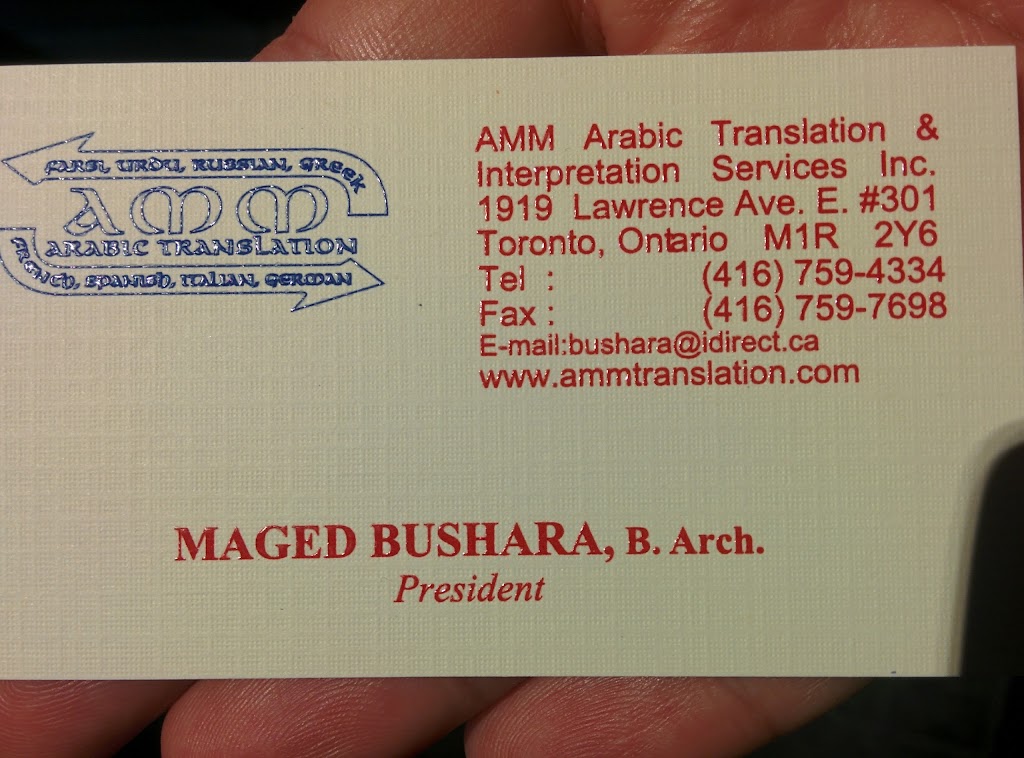 FARSI, URDU, RUSSIAN, GREEK
AMM
ARABIC TRANSLATION
FRENCH, SPANISH, ITALIAN, GERMAN
AMM Arabic Translation &
Interpretation Services Inc.
1919 Lawrence Ave. E. #301
Toronto, Ontario M1R 2Y6
Tel : (416) 759-4334
Fax : (416) 759-7698
E-mail:bushara@idirect.ca
www.ammtranslation.com
MAGED BUSHARA, B. Arch.
President